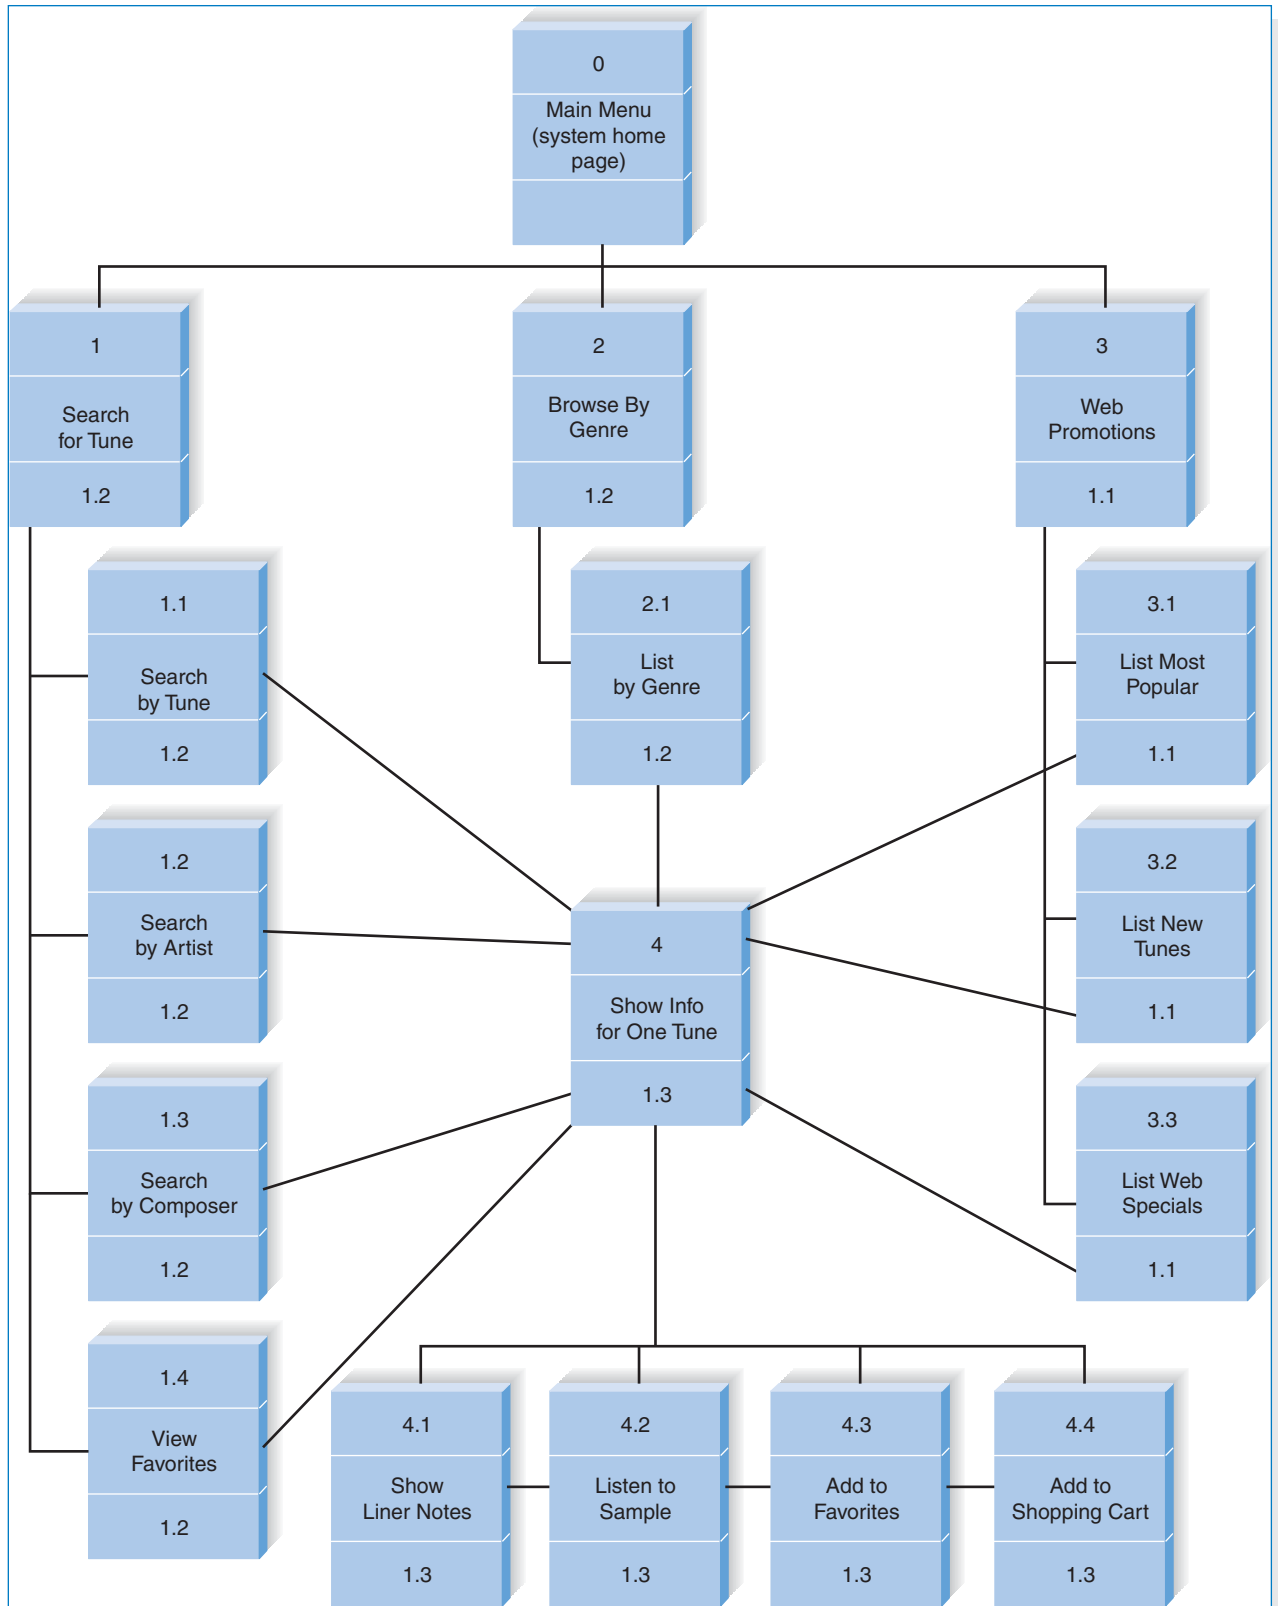 0
Main Menu
(system home
page)
1
Search
for Tune
1.2
2
Browse By
Genre
1.2
3
Web
Promotions
1.1
1.1
Search
by Tune
1.2
2.1
List
by Genre
1.2
3.1
List Most
Popular
1.1
1.2
Search
by Artist
1.2
4
Show Info
for One Tune
1.3
3.2
List New
Tunes
1.1
1.3
Search
by Composer
1.2
3.3
List Web
Specials
1.1
1.4
View
Favorites
1.2
4.1
Show
Liner Notes
1.3
4.2
Listen to
Sample
1.3
4.3
Add to
Favorites
1.3
4.4
Add to
Shopping Cart
1.3